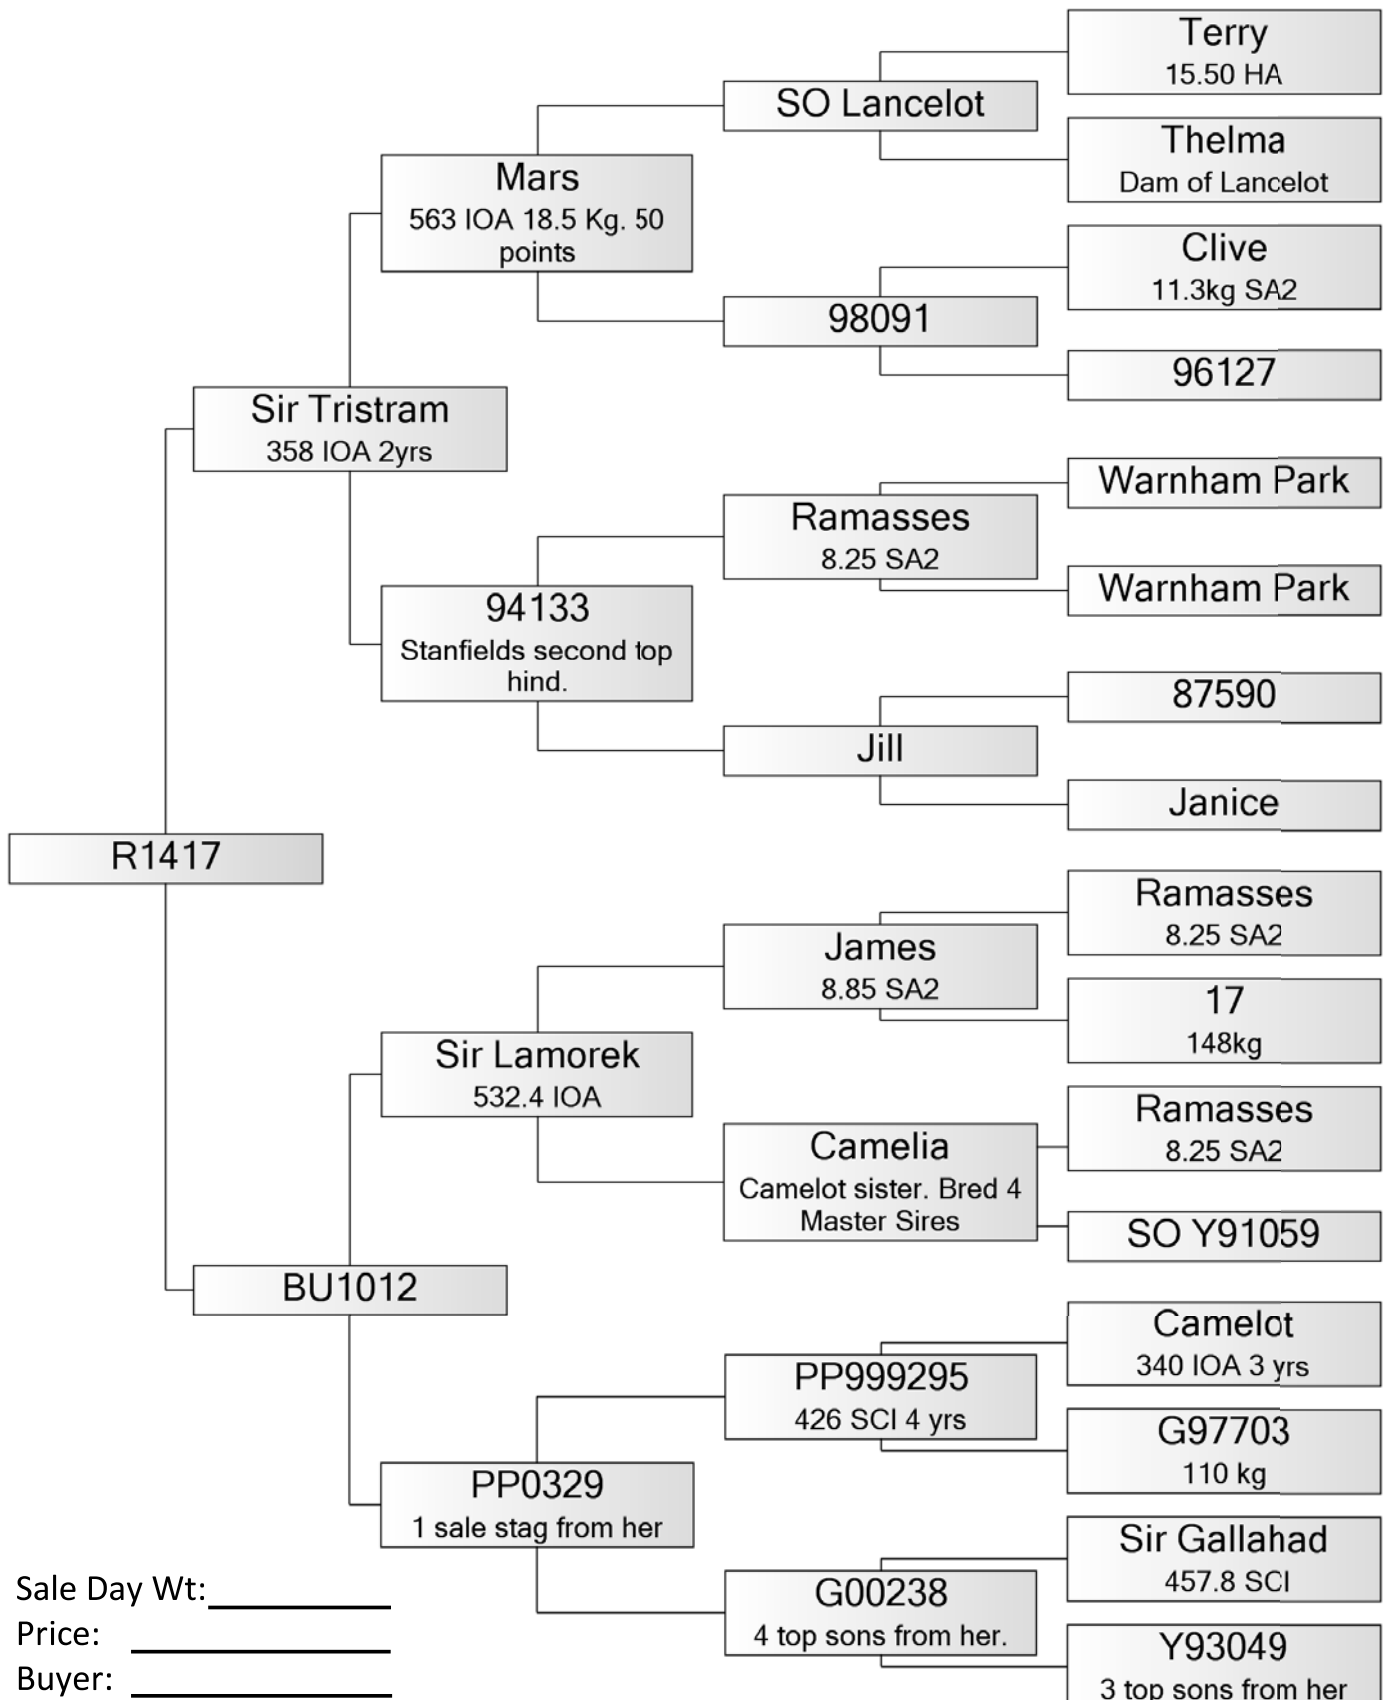 Terry
15.50 HA
SO Lancelot
Thelma
Dam of Lancelot
Mars
563 IOA 18.5 Kg. 50
points
Clive
11.3kg SA2
98091
96127
Sir Tristram
358 IOA 2yrs
Warnham Park
Ramasses
8.25 SA2
Warnham Park
94133
Stanfields second top
hind.
87590
Jill
Janice
R1417
Ramasses
8.25 SA2
James
8.85 SA2
17
148kg
Sir Lamorek
532.4 IOA
Ramasses
8.25 SA2
Camelia
Camelot sister. Bred 4
Master Sires
SO Y91059
BU1012
Camelot
340 IOA 3 yrs
PP999295
426 SCI 4 yrs
G97703
110 kg
PP0329
1 sale stag from her
Sir Gallahad
457.8 SCI
G00238
4 top sons from her.
Y93049
3 top sons from her
Sale Day Wt:
Price:
Buyer: